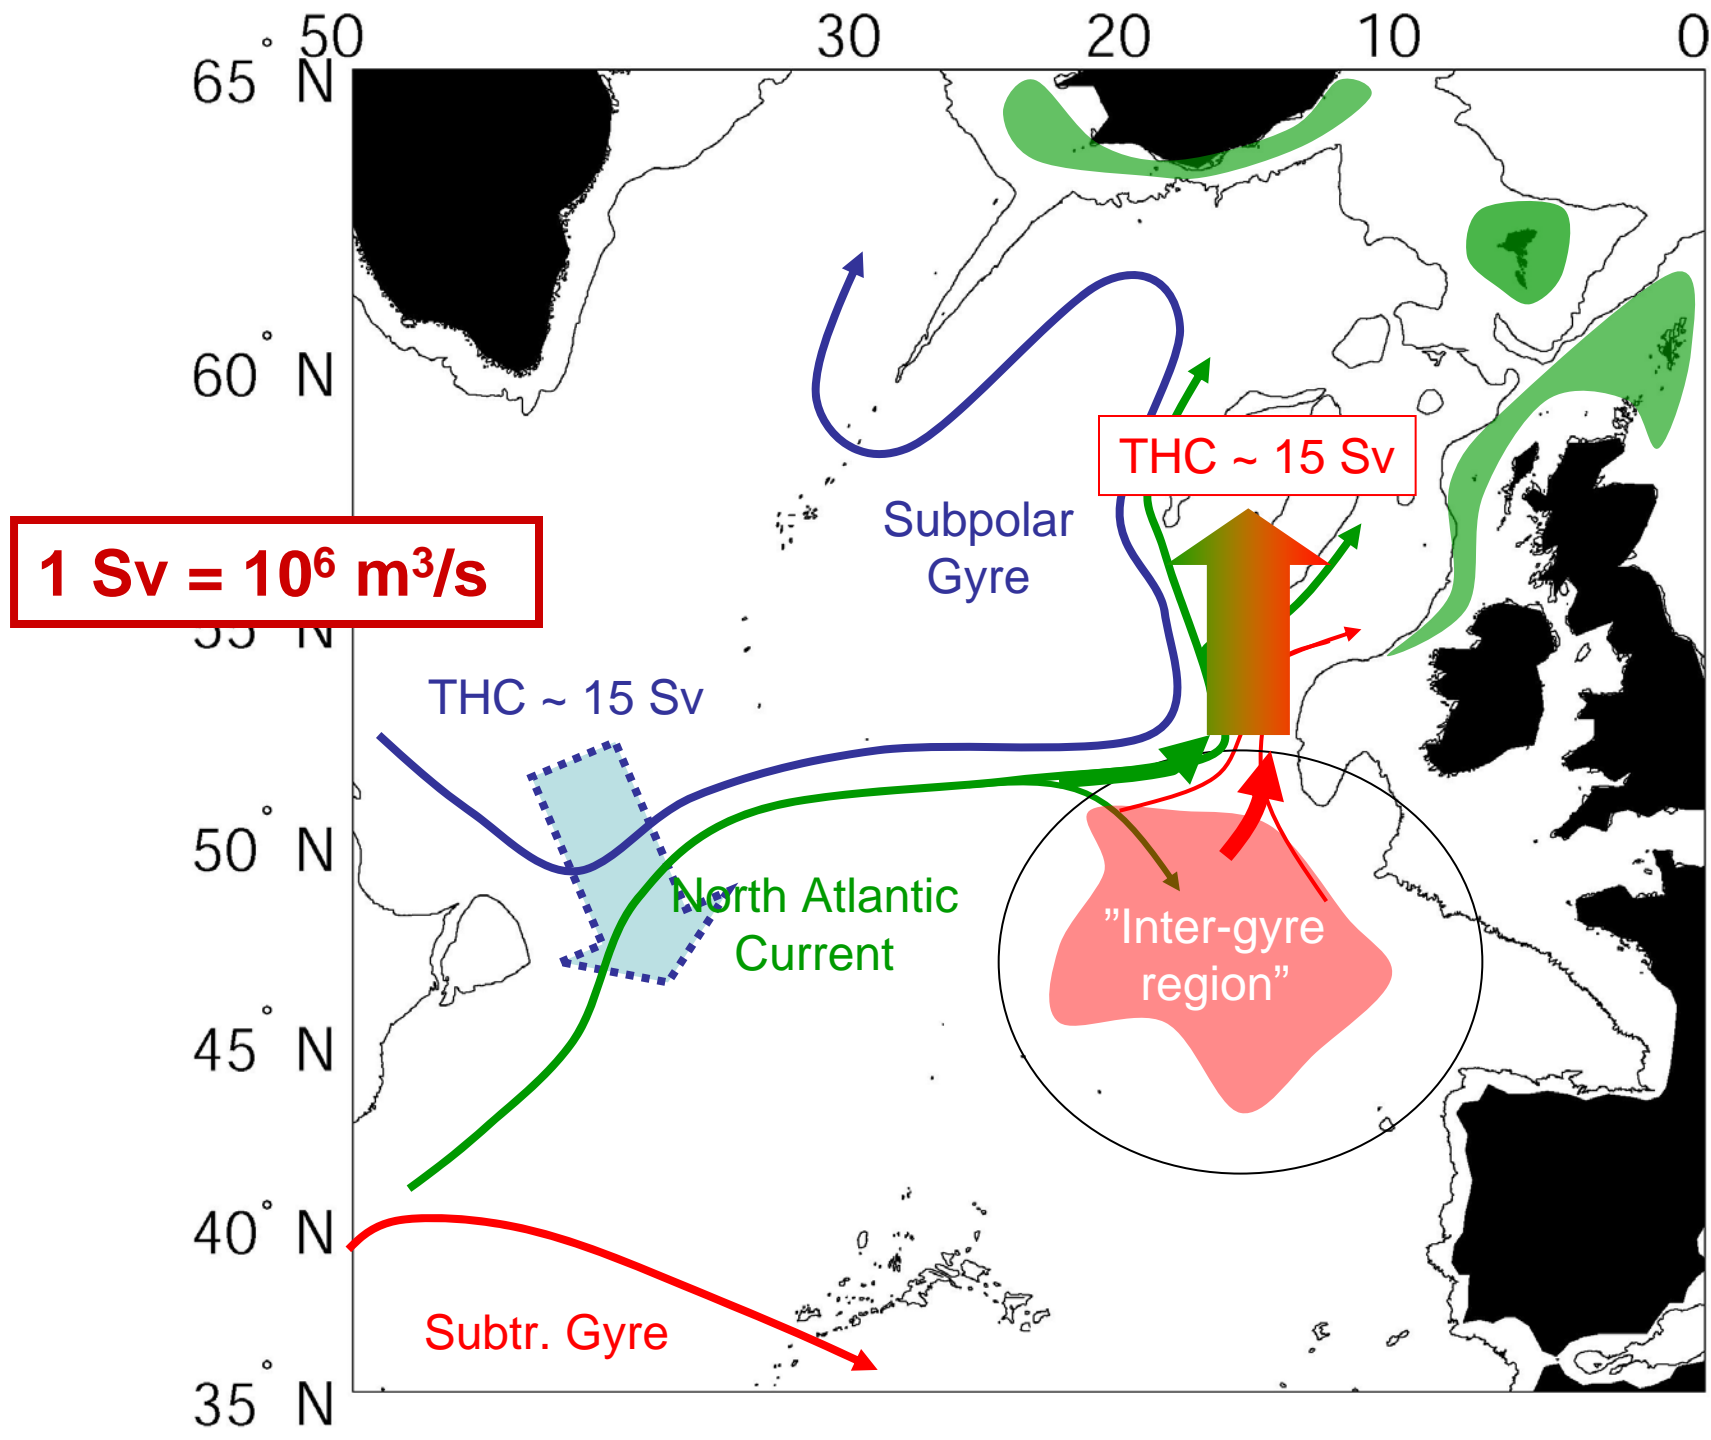 50 30 20 10 0
65° N
60° N
THC ~ 15 Sv
Subpolar
Gyre
1 Sv = 10⁶ m³/s
55° N
THC ~ 15 Sv
50° N
North Atlantic
Current
”Inter-gyre
region”
45° N
40° N
Subtr. Gyre
35° N